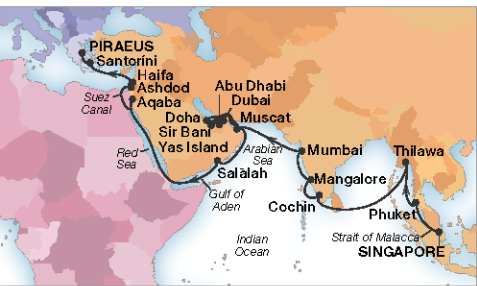 PIRAEUS
Santorini
Haifa
Ashdod
Suez
Canal
Aqaba
Abu Dhabi
Dubai
Doha
Muscat
Sir Bani
Yas Island
Arabian
Sea
Mumbai
Thilawa
Red
Sea
Salalah
Mangalore
Gulf of
Aden
Cochin
Phuket
Indian
Ocean
Strait of Malacca
SINGAPORE